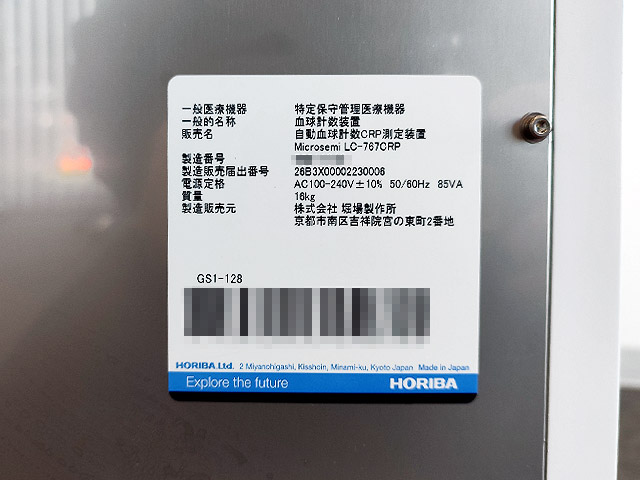 一般医療機器 特定保守管理医療機器
一般的名称 血球計数装置
販売名 自動血球計数CRP測定装置
Microsemi LC-767CRP
製造番号
製造販売届出番号 26B3X00002230006
電源定格 AC100-240V±10% 50/60Hz 85VA
質量 16kg
製造販売元 株式会社 堀場製作所
京都市南区吉祥院宮の東町2番地
GS1-128
HORIBA,Ltd. 2 Miyanohigashi, Kisshoin, Minami-ku, Kyoto Japan Made in Japan
Explore the future HORIBA